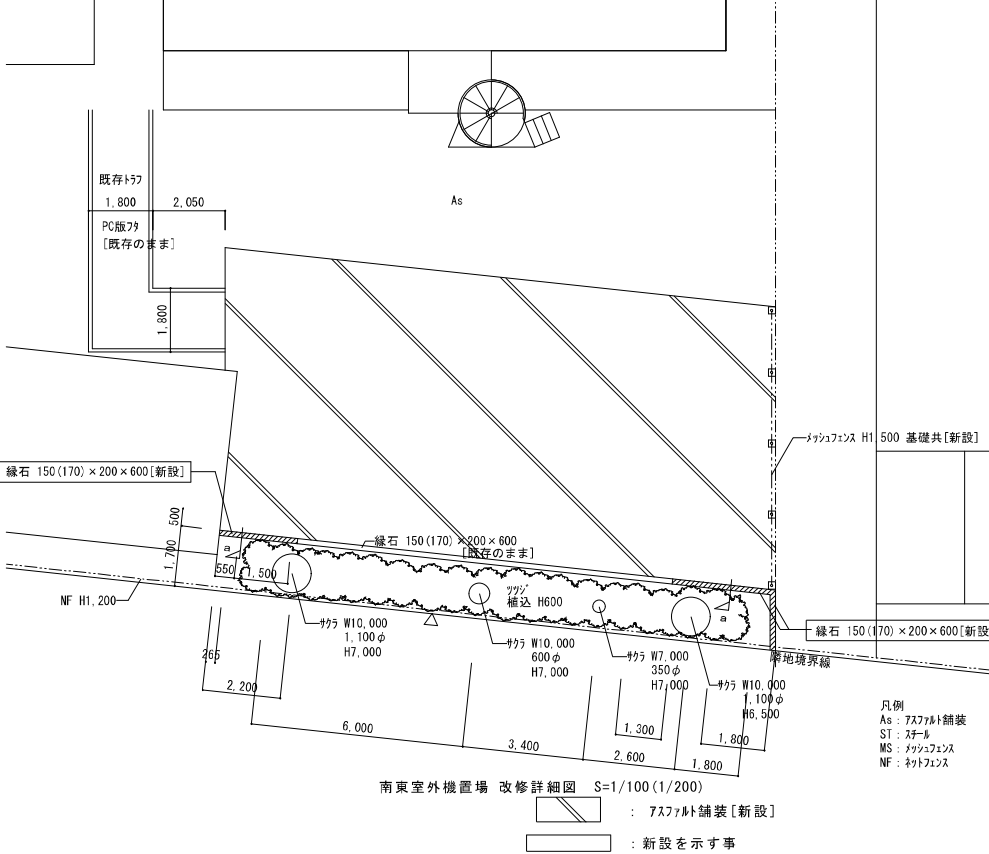 既存ﾄﾗﾌ
1,800
2,050
PC版ﾌﾀ
[既存のまま]
As
1,800
ﾒｯｼｭﾌｪﾝｽ H1,500 基礎共[新設]
縁石 150(170)×200×600[新設]
500
1,700
縁石 150(170)×200×600
[既存のまま]
a
550
1,500
ﾂﾂｼﾞ
植込 H600
NF H1,200
a
ｻｸﾗ W10,000
1,100φ
H7,000
ｻｸﾗ W10,000
600φ
H7,000
ｻｸﾗ W7,000
350φ
H7,000
ｻｸﾗ W10,000
1,100φ
H6,500
縁石 150(170)×200×600[新設
隣地境界線
265
2,200
6,000
3,400
1,300
2,600
1,800
1,800
凡例
As : ｱｽﾌｧﾙﾄ舗装
ST : ｽﾁｰﾙ
MS : ﾒｯｼｭﾌｪﾝｽ
NF : ﾈｯﾄﾌｪﾝｽ
南東室外機置場 改修詳細図 S=1/100(1/200)
: ｱｽﾌｧﾙﾄ舗装[新設]
: 新設を示す事